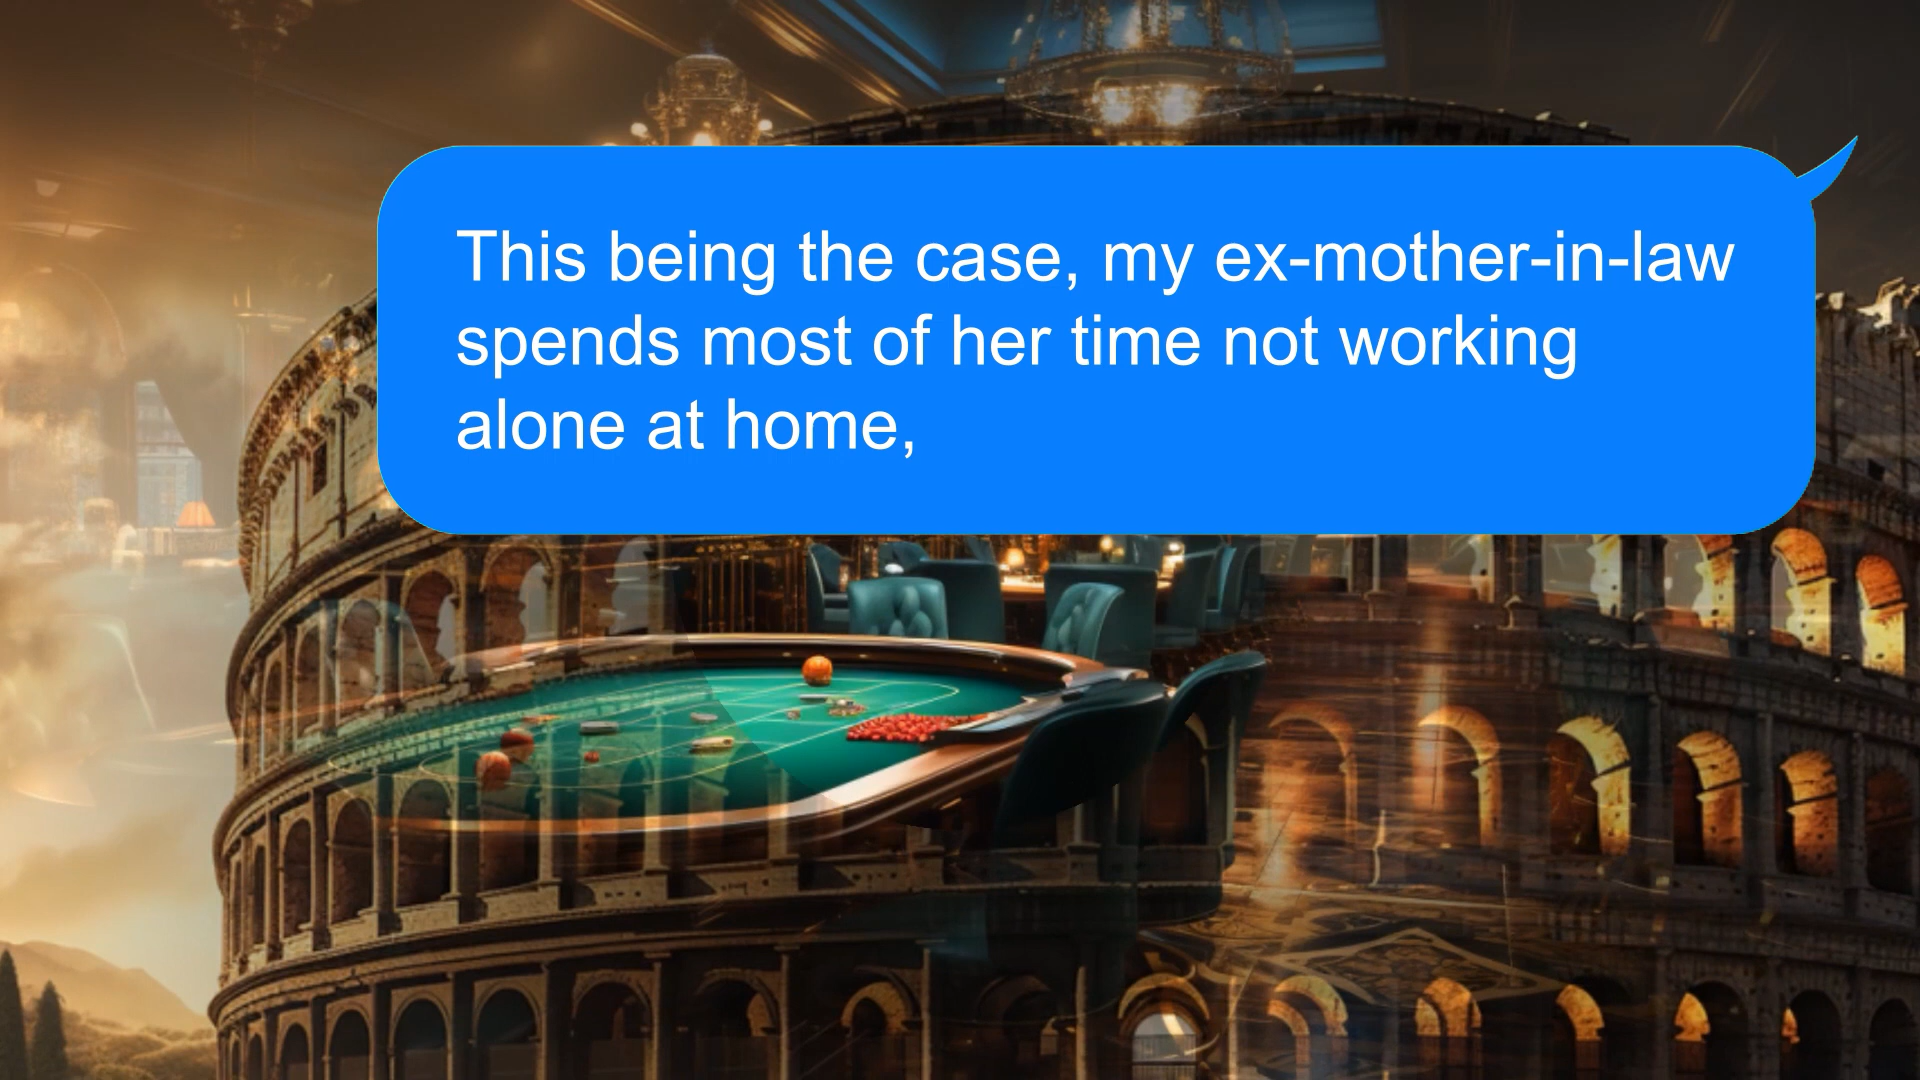 This being the case, my ex-mother-in-law
spends most of her time not working
alone at home,